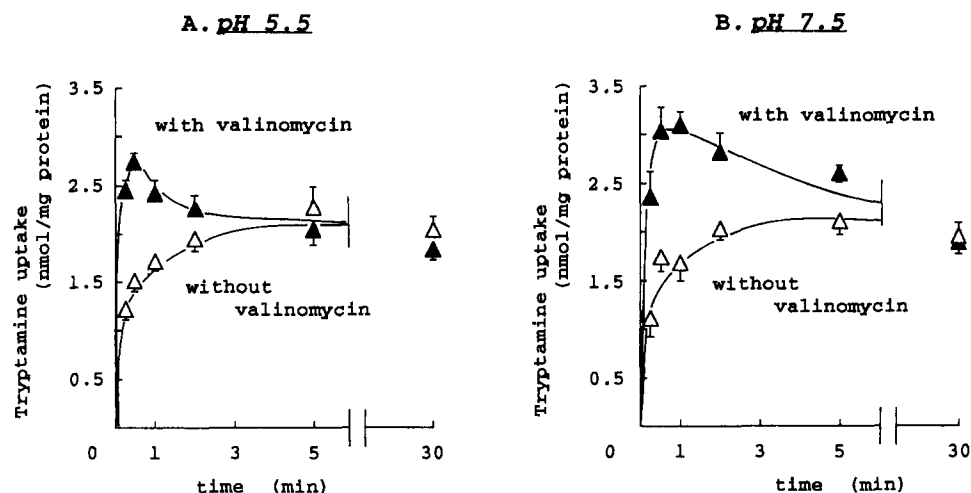 A. pH 5.5
Tryptamine uptake
(nmol/mg protein)
3.5
2.5
1.5
0.5
0
1
3
5
30
time (min)
with valinomycin
without
valinomycin
B. pH 7.5
Tryptamine uptake
(nmol/mg protein)
3.5
2.5
1.5
0.5
0
1
3
5
30
time (min)
with valinomycin
without
valinomycin